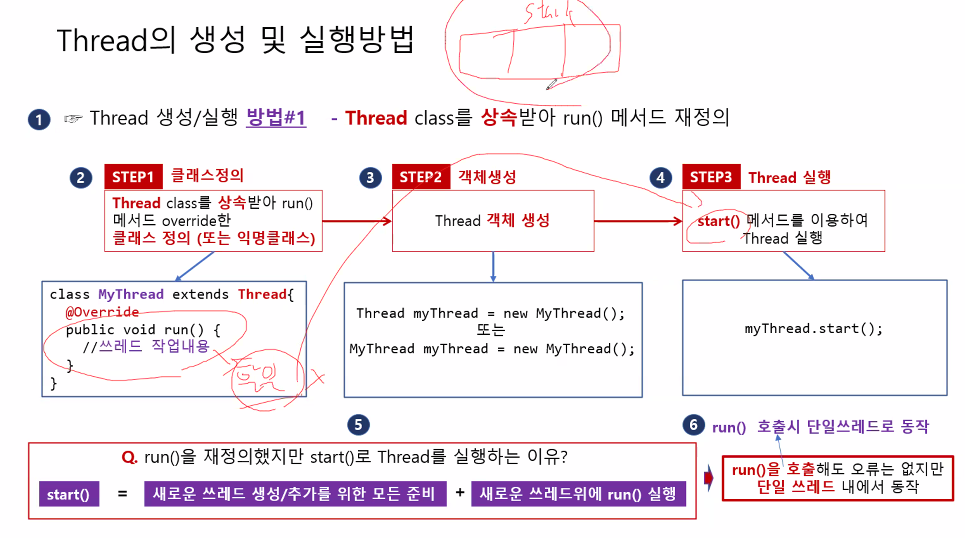 Thread의 생성 및 실행방법
stack
1 ☞ Thread 생성/실행 방법#1 - Thread class를 상속받아 run() 메서드 재정의
2 STEP1 클래스정의
Thread class를 상속받아 run()
메서드 override한
클래스 정의 (또는 익명클래스)
class MyThread extends Thread{
@Override
public void run() {
//쓰레드 작업내용
}
}
3 STEP2 객체생성
Thread 객체 생성
Thread myThread = new MyThread();
또는
MyThread myThread = new MyThread();
4 STEP3 Thread 실행
start() 메서드를 이용하여
Thread 실행
myThread.start();
5
Q. run()을 재정의했지만 start()로 Thread를 실행하는 이유?
start() = 새로운 쓰레드 생성/추가를 위한 모든 준비 + 새로운 쓰레드위에 run() 실행
6 run() 호출시 단일쓰레드로 동작
run()을 호출해도 오류는 없지만
단일 쓰레드 내에서 동작